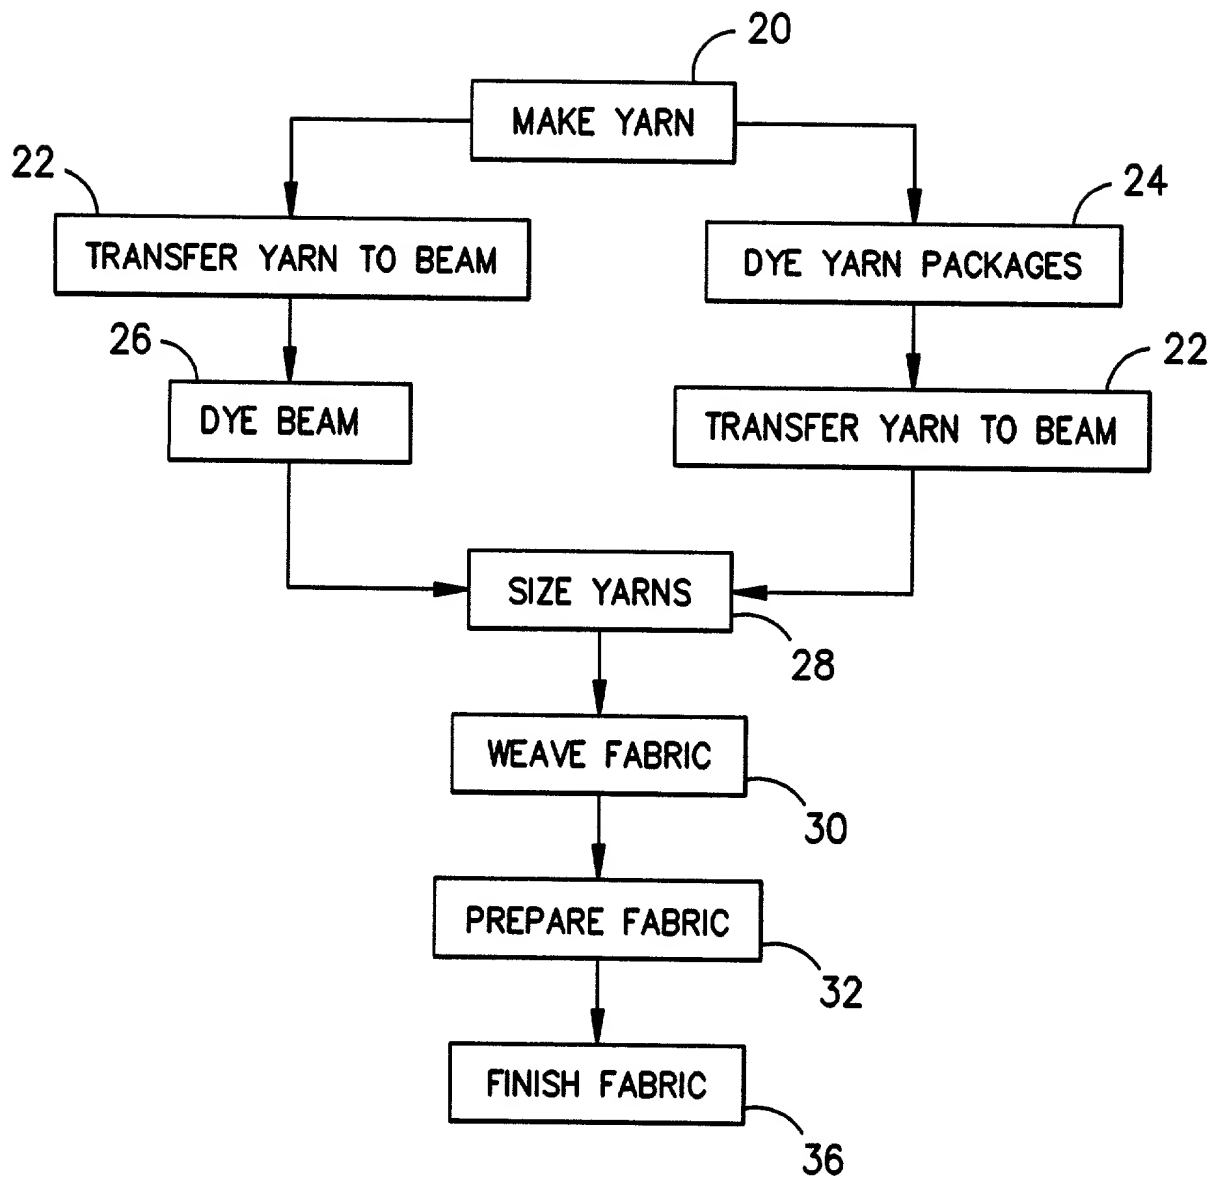 20
MAKE YARN
22
TRANSFER YARN TO BEAM
24
DYE YARN PACKAGES
26
DYE BEAM
22
TRANSFER YARN TO BEAM
SIZE YARNS
28
WEAVE FABRIC
30
PREPARE FABRIC
32
FINISH FABRIC
36